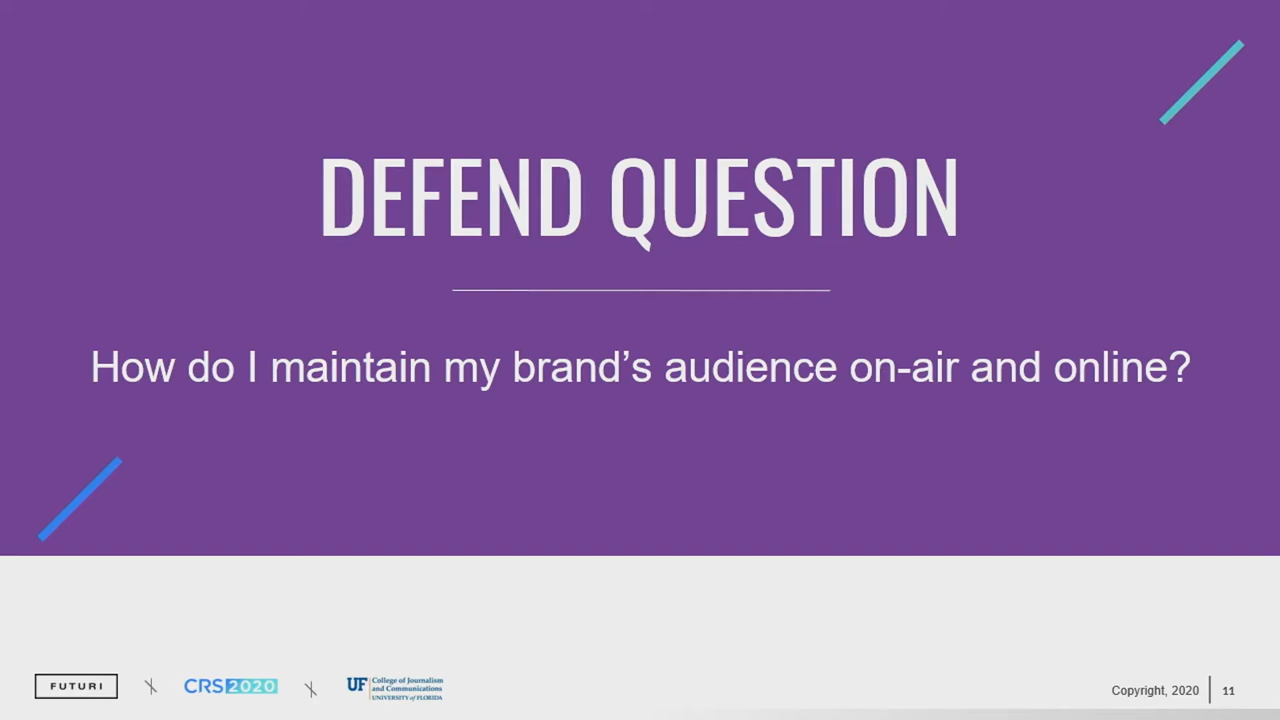 DEFEND QUESTION
How do I maintain my brand’s audience on-air and online?
FUTURI
CRS2020
UF College of Journalism
and Communications
UNIVERSITY of FLORIDA
Copyright, 2020
11